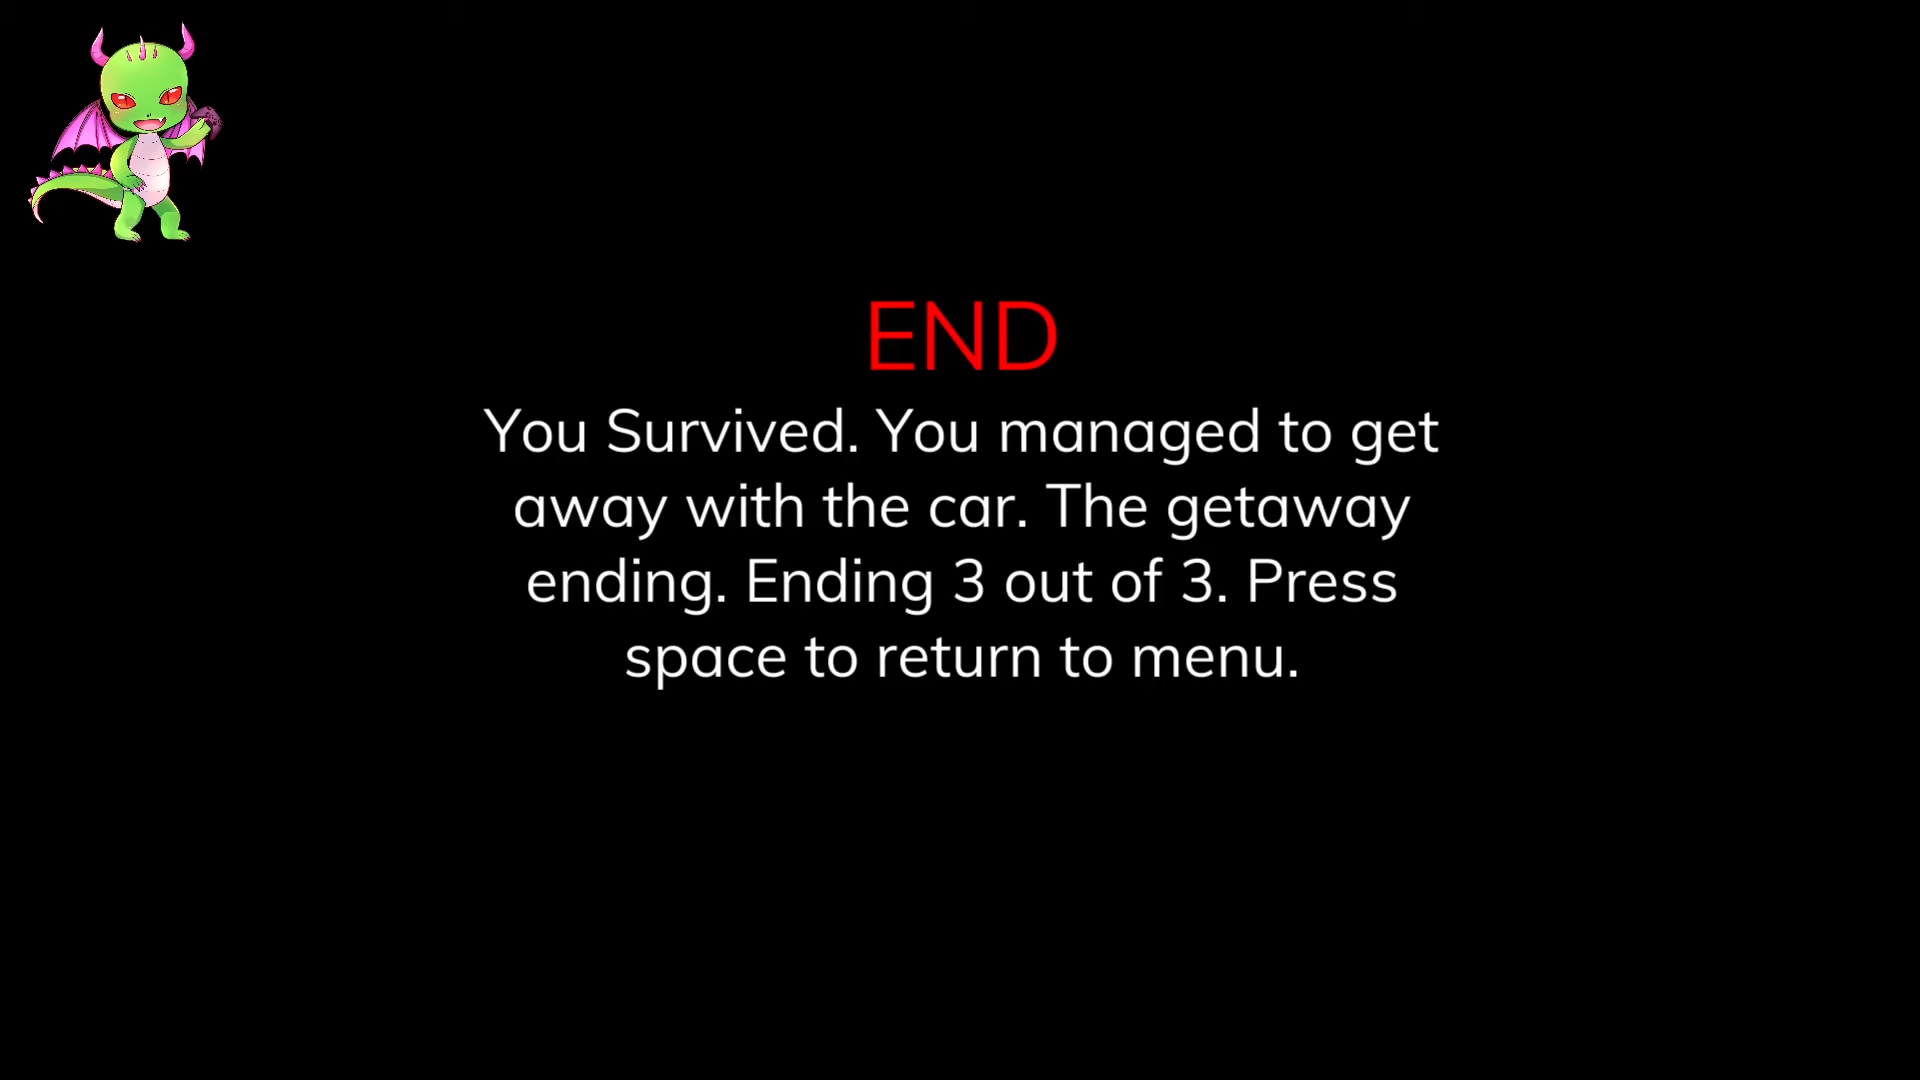 END
You Survived. You managed to get
away with the car. The getaway
ending. Ending 3 out of 3. Press
space to return to menu.